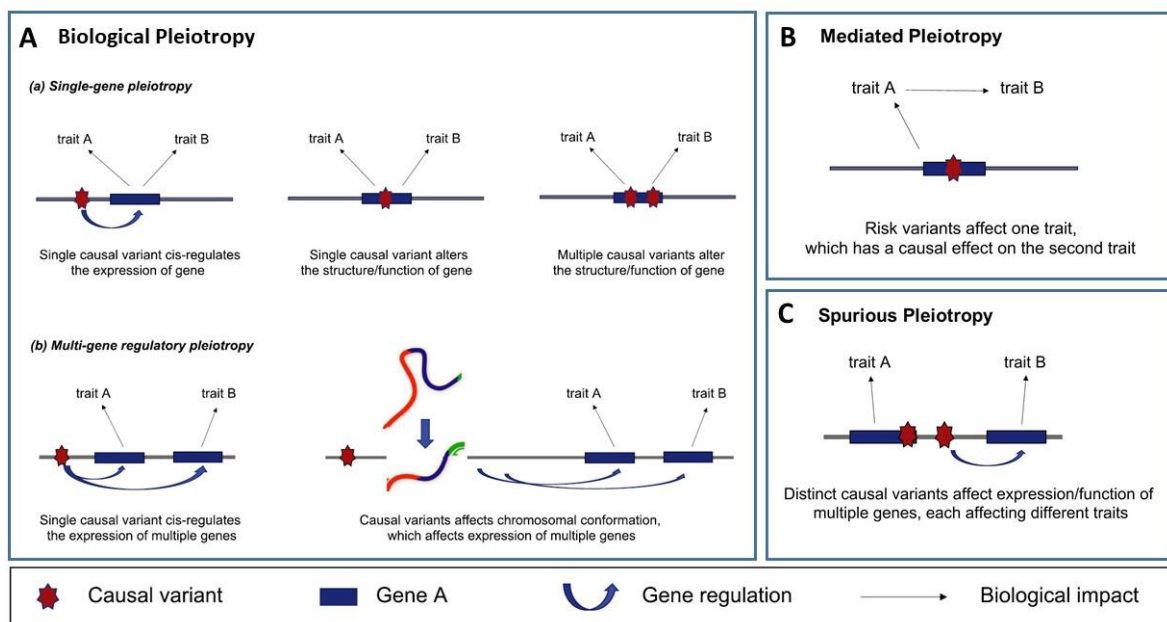 A Biological Pleiotropy
(a) Single-gene pleiotropy
trait A
trait B
Single causal variant cis-regulates
the expression of gene
trait A
trait B
Single causal variant alters
the structure/function of gene
trait A
trait B
Multiple causal variants alter
the structure/function of gene
(b) Multi-gene regulatory pleiotropy
trait A
trait B
Single causal variant cis-regulates
the expression of multiple genes
trait A
trait B
Causal variants affects chromosomal conformation,
which affects expression of multiple genes
B Mediated Pleiotropy
trait A
trait B
Risk variants affect one trait,
which has a causal effect on the second trait
C Spurious Pleiotropy
trait A
trait B
Distinct causal variants affect expression/function of
multiple genes, each affecting different traits
Causal variant
Gene A
Gene regulation
Biological impact